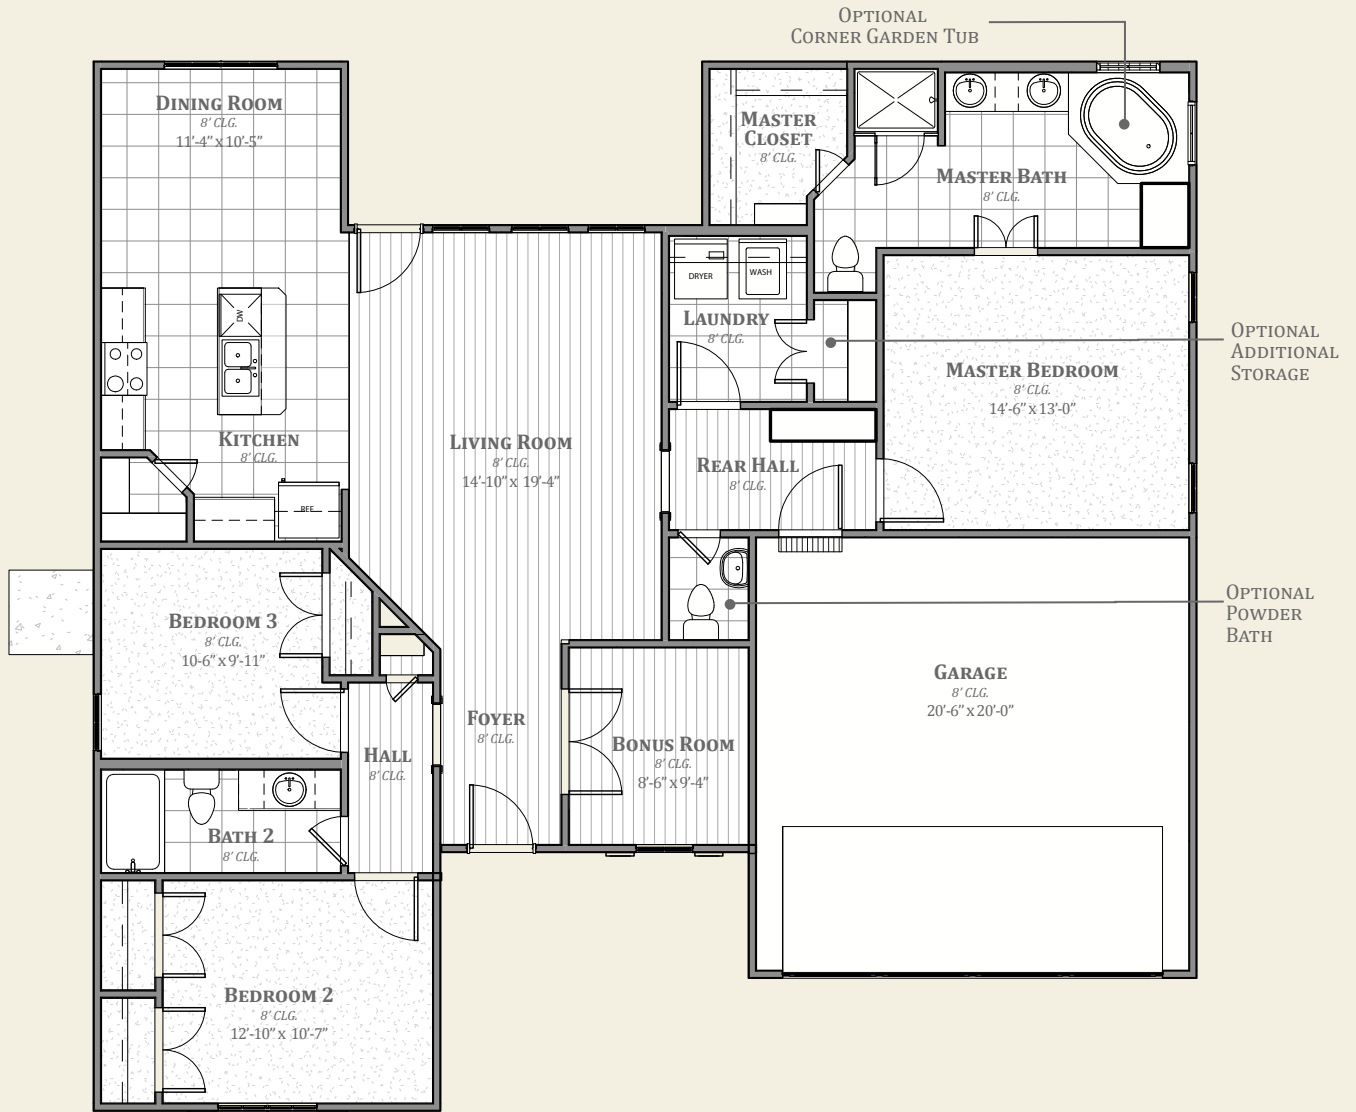 OPTIONAL
CORNER GARDEN TUB
DINING ROOM
8' CLG.
11'-4" x 10'-5"
MASTER
CLOSET
8' CLG.
MASTER BATH
8' CLG.
DRYER
WASH
LAUNDRY
8' CLG.
DW
OPTIONAL
ADDITIONAL
STORAGE
MASTER BEDROOM
8' CLG.
14'-6" x 13'-0"
KITCHEN
8' CLG.
LIVING ROOM
8' CLG.
14'-10" x 19'-4"
REAR HALL
8' CLG.
REF.
BEDROOM 3
8' CLG.
10-6" x 9'-11"
OPTIONAL
POWDER
BATH
GARAGE
8' CLG.
20'-6" x 20'-0"
FOYER
8' CLG.
HALL
8' CLG.
BONUS ROOM
8' CLG.
8'-6" x 9'-4"
BATH 2
8' CLG.
BEDROOM 2
8' CLG.
12'-10" x 10'-7"